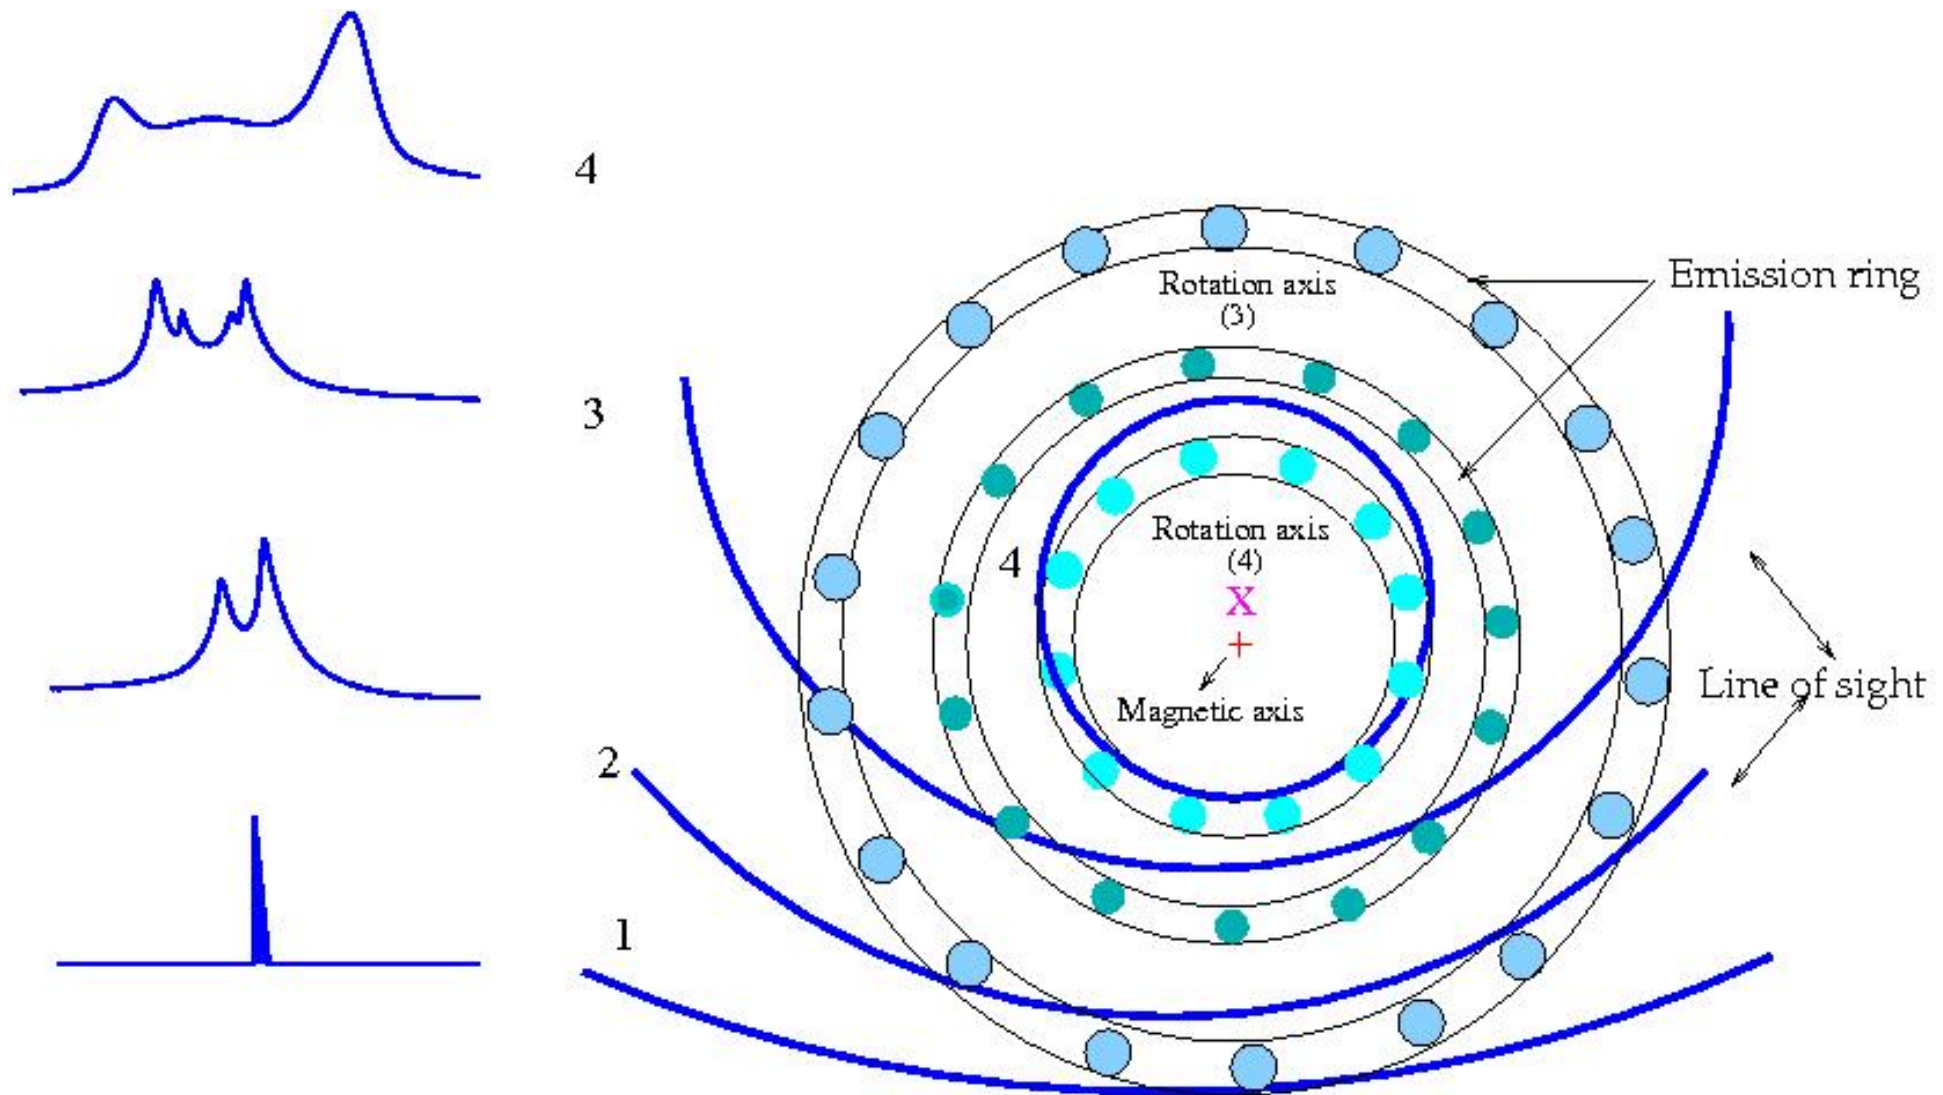 4
Rotation axis
(3)
Emission ring
3
Rotation axis
(4)
4
X
+
Magnetic axis
Line of sight
2
1